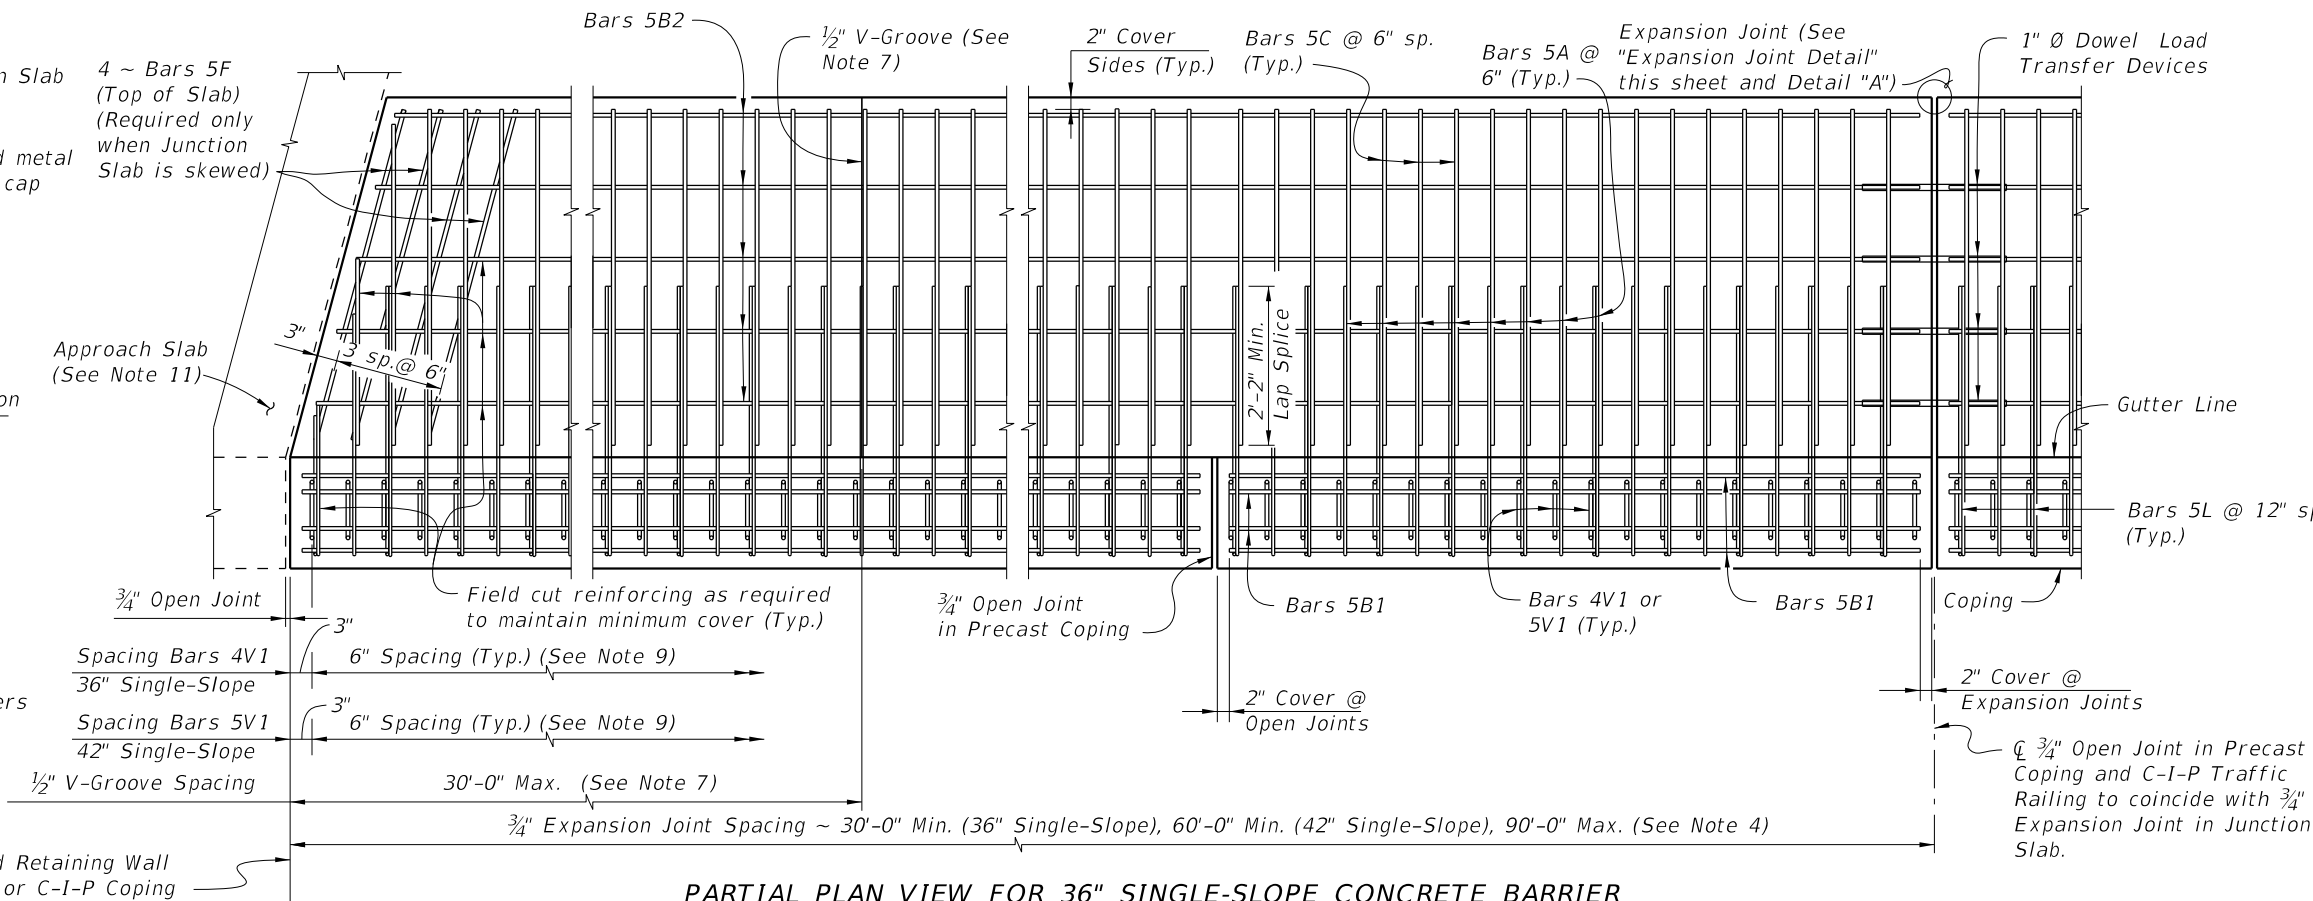 Bars 5B2
½" V-Groove (See
Note 7)
2" Cover
Sides (Typ.)
Bars 5C @ 6" sp.
(Typ.)
Bars 5A @
6" (Typ.)
Expansion Joint (See
"Expansion Joint Detail"
this sheet and Detail "A")
1" Ø Dowel Load
Transfer Devices
Slab
4 ~ Bars 5F
(Top of Slab)
(Required only
when Junction
Slab is skewed)
metal
cap
3"
3 sp.@ 6"
Approach Slab
(See Note 11)
2'-2" Min.
Lap Splice
Gutter Line
Bars 5L @ 12"
(Typ.)
¾" Open Joint
Field cut reinforcing as required
to maintain minimum cover (Typ.)
¾" Open Joint
in Precast Coping
Bars 5B1
Bars 4V1 or
5V1 (Typ.)
Bars 5B1
Coping
3"
Spacing Bars 4V1
36" Single-Slope
6" Spacing (Typ.) (See Note 9)
3"
Spacing Bars 5V1
42" Single-Slope
6" Spacing (Typ.) (See Note 9)
2" Cover @
Open Joints
2" Cover @
Expansion Joints
℄ ¾" Open Joint in Precast
Coping and C-I-P Traffic
Railing to coincide with ¾"
Expansion Joint in Junction
Slab.
½" V-Groove Spacing
30'-0" Max. (See Note 7)
¾" Expansion Joint Spacing ~ 30'-0" Min. (36" Single-Slope), 60'-0" Min. (42" Single-Slope), 90'-0" Max. (See Note 4)
Retaining Wall
or C-I-P Coping
PARTIAL PLAN VIEW FOR 36" SINGLE-SLOPE CONCRETE BARRIER